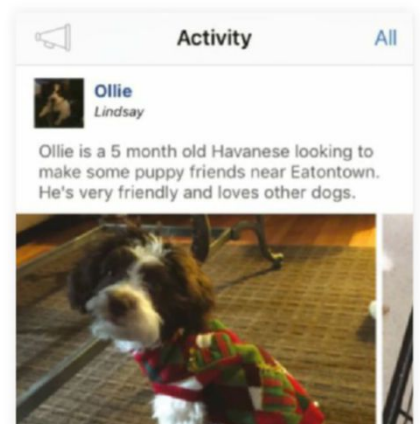 Activity
All
Ollie
Lindsay
Ollie is a 5 month old Havanese looking to
make some puppy friends near Eatontown.
He's very friendly and loves other dogs.